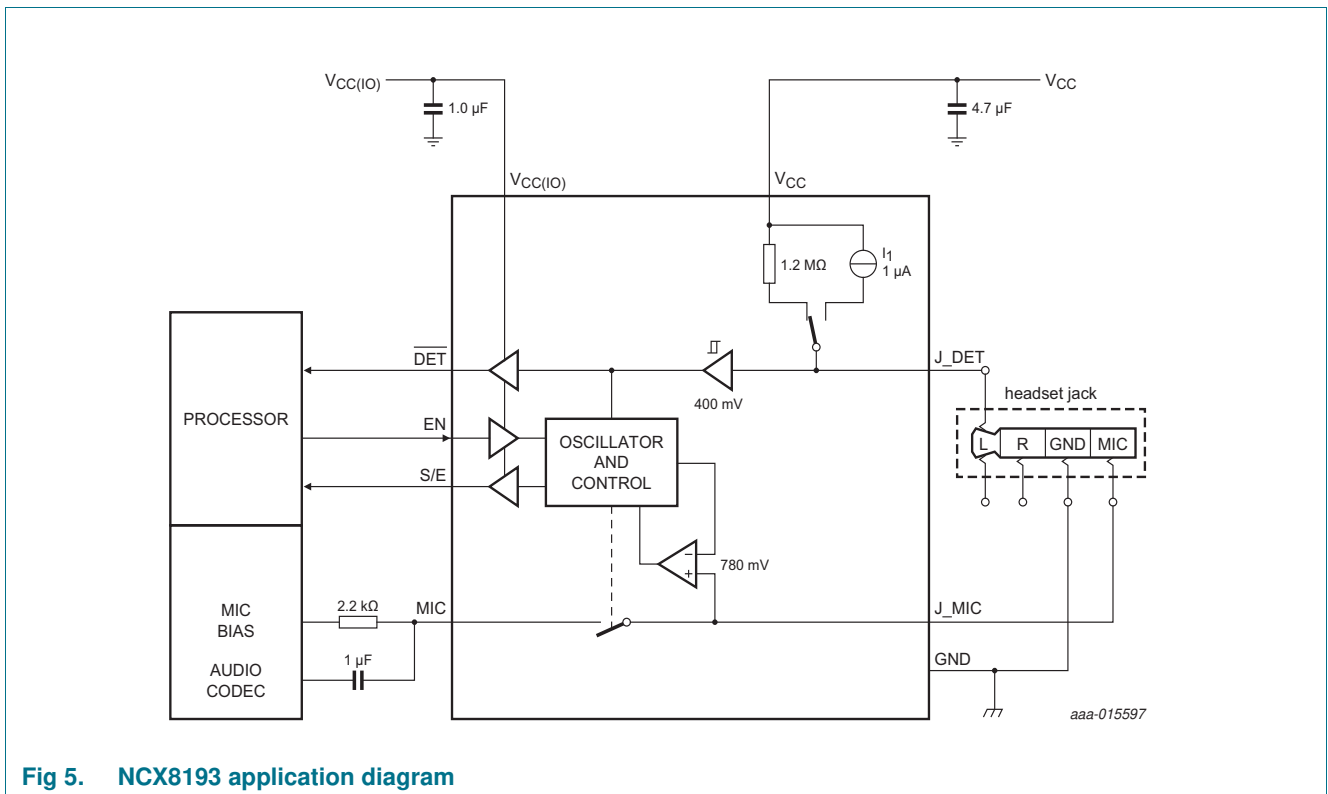 VCC(IO)
1.0 µF
VCC
4.7 µF
VCC(IO)
VCC
1.2 MΩ
I1
1 µA
DET
400 mV
J_DET
headset jack
PROCESSOR
EN
OSCILLATOR
AND
CONTROL
L R GND MIC
S/E
780 mV
MIC
BIAS
2.2 kΩ
MIC
J_MIC
AUDIO
CODEC
1 µF
GND
aaa-015597
Fig 5. NCX8193 application diagram